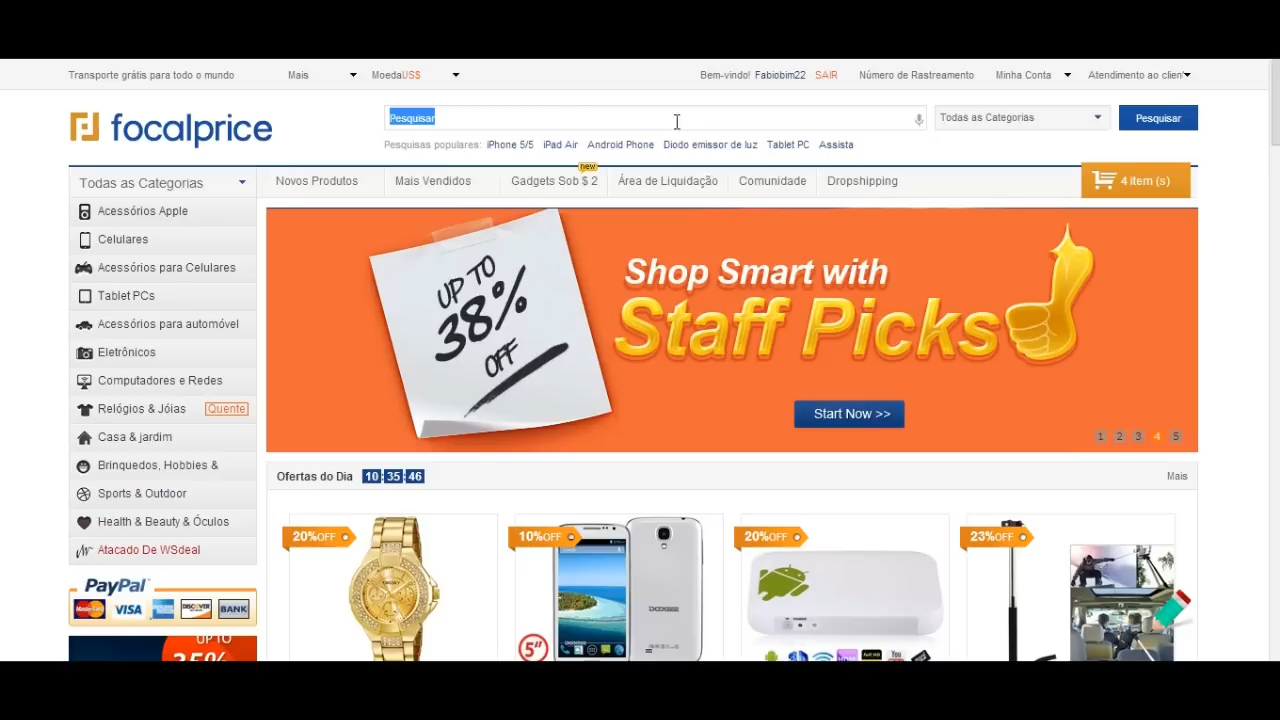 Transporte grátis para todo o mundo
Mais
MoedaUS$
Bem-vindo! Fabiobim22 SAIR
Número de Rastreamento
Minha Conta
Atendimento ao clien
focalprice
Pesquisar
Todas as Categorias
Pesquisar
Pesquisas populares: iPhone 5/5 iPad Air Android Phone Diodo emissor de luz Tablet PC Assista
new
Todas as Categorias
Novos Produtos
Mais Vendidos
Gadgets Sob $ 2
Área de Liquidação
Comunidade
Dropshipping
4 item (s)
Acessórios Apple
Celulares
Acessórios para Celulares
Tablet PCs
Acessórios para automóvel
Eletrônicos
Computadores e Redes
Relógios & Jóias Quente
Casa & jardim
Brinquedos, Hobbies &
Sports & Outdoor
Health & Beauty & Óculos
Atacado De WSdeal
UP TO
38%
OFF
Shop Smart with
Staff Picks
Start Now >>
1 2 3 4 5
Ofertas do Dia 10:35:46
Mais
20%OFF
10%OFF
20%OFF
23%OFF
DOOGEE
5"
PayPal
MasterCard VISA DISCOVER BANK
UP TO
35%